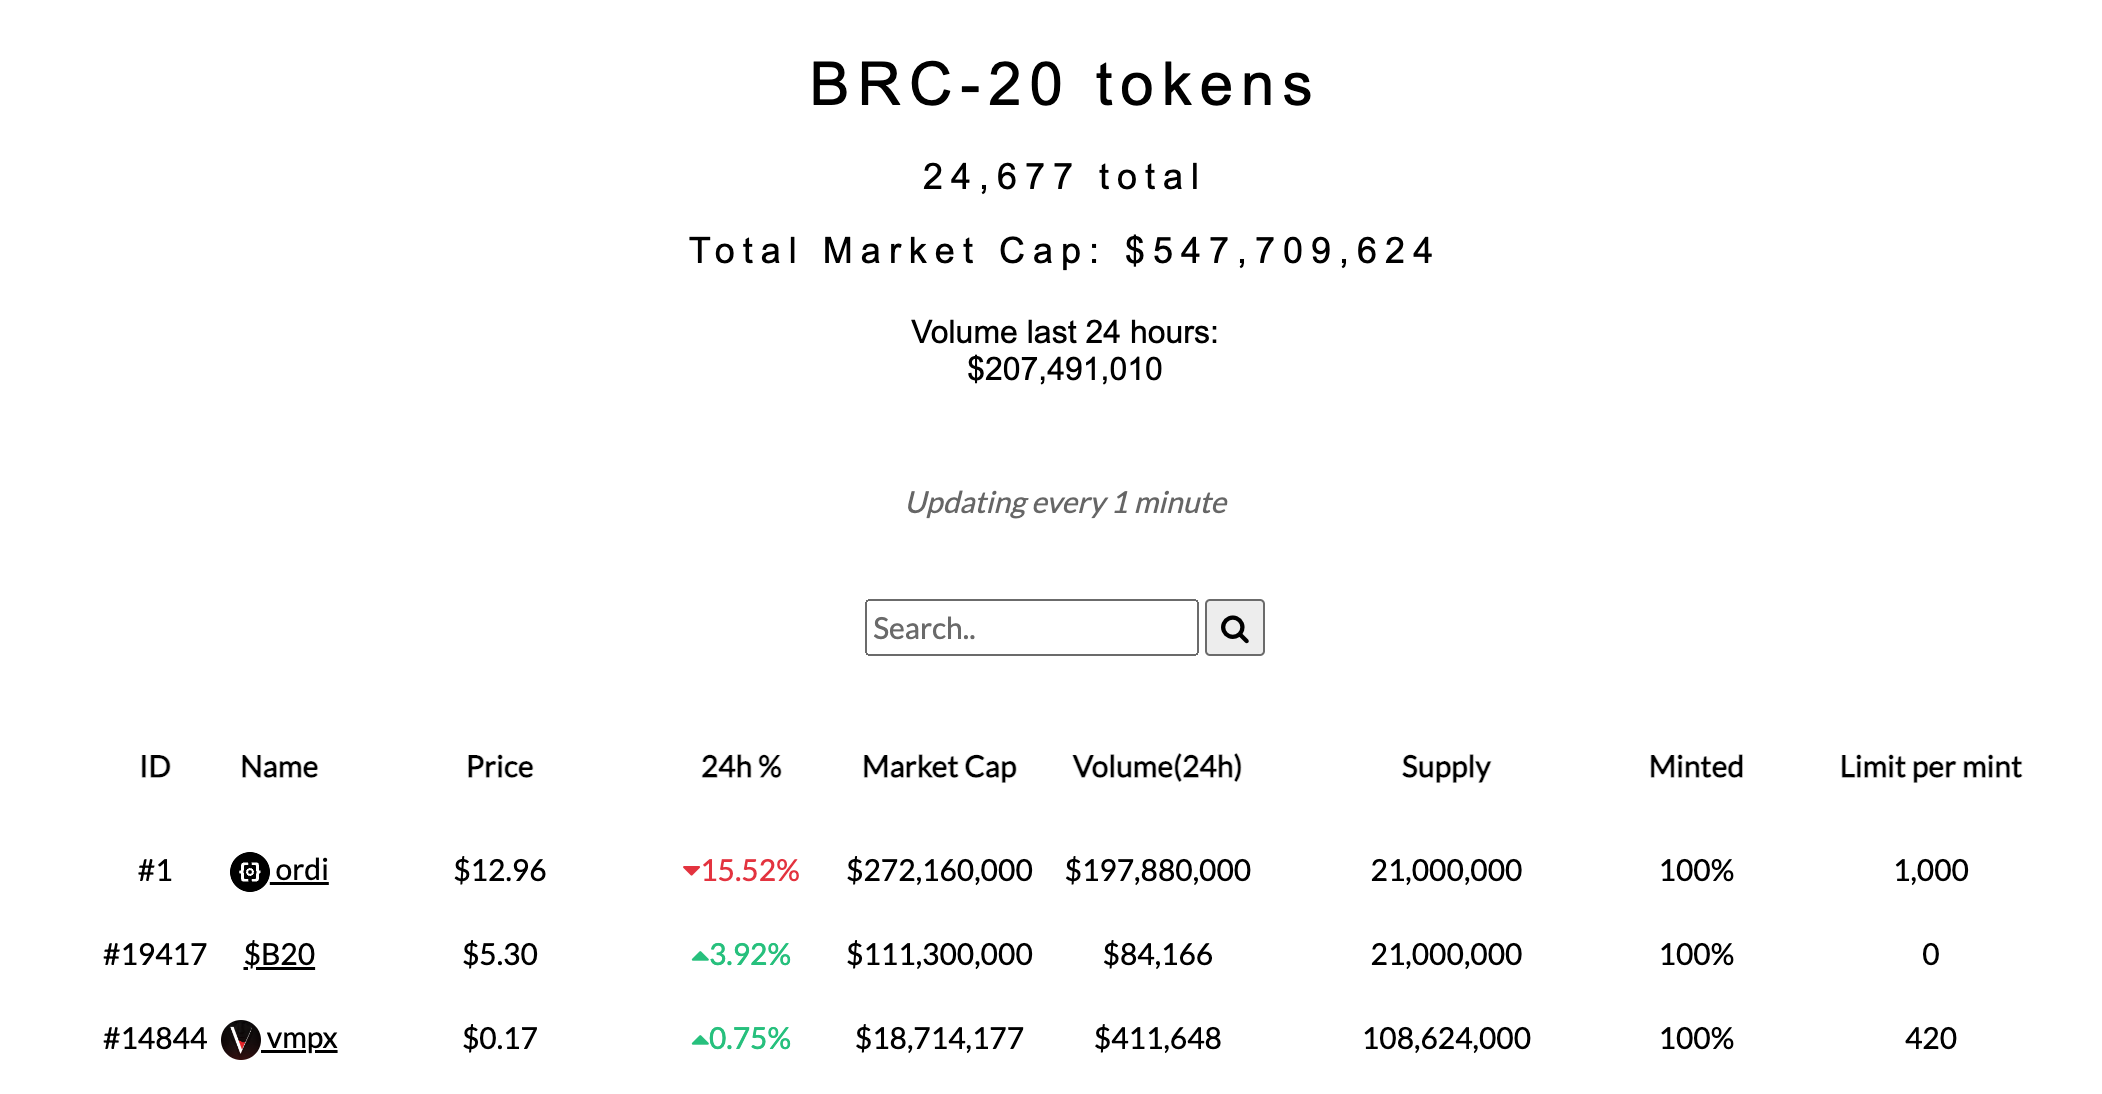 BRC-20 tokens
24,677 total
Total Market Cap: $547,709,624
Volume last 24 hours:
$207,491,010
Updating every 1 minute
Search..
ID Name Price 24h % Market Cap Volume(24h) Supply Minted Limit per mint
#1 ordi $12.96 15.52% $272,160,000 $197,880,000 21,000,000 100% 1,000
#19417 $B20 $5.30 3.92% $111,300,000 $84,166 21,000,000 100% 0
#14844 vmpx $0.17 0.75% $18,714,177 $411,648 108,624,000 100% 420